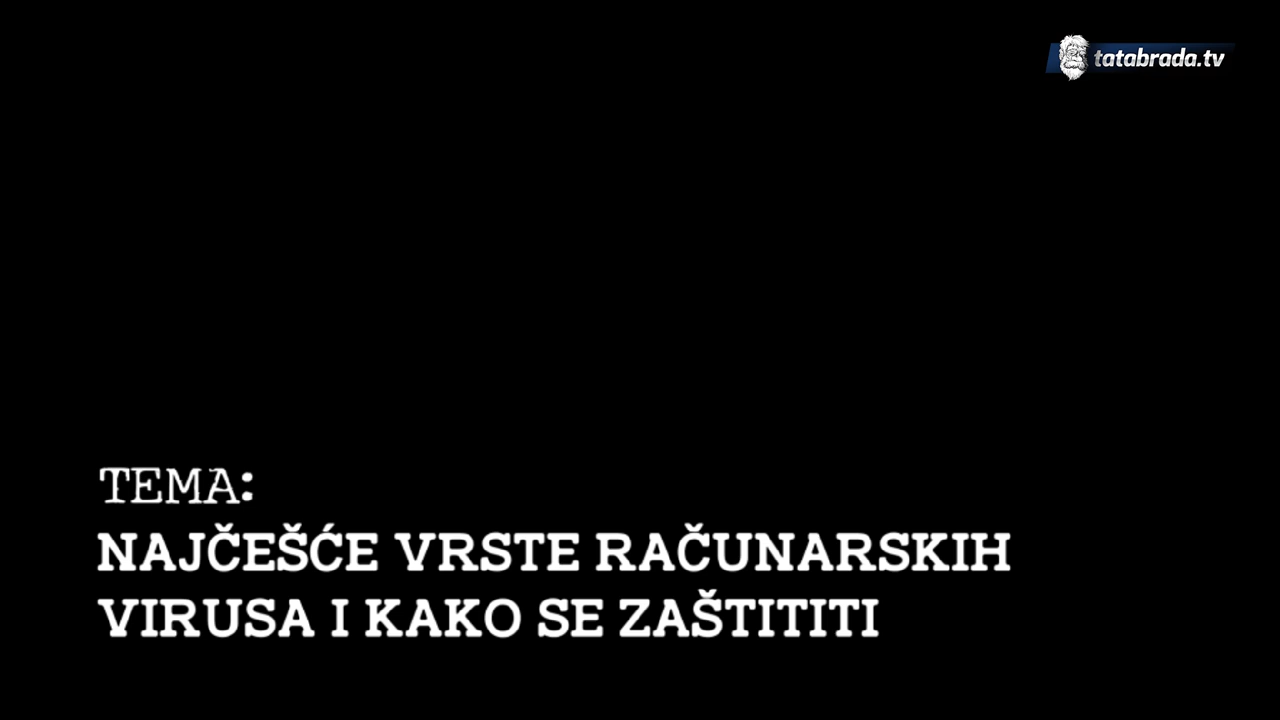 tatabrada.tv
TEMA:
NAJČEŠĆE VRSTE RAČUNARSKIH
VIRUSA I KAKO SE ZAŠTITITI